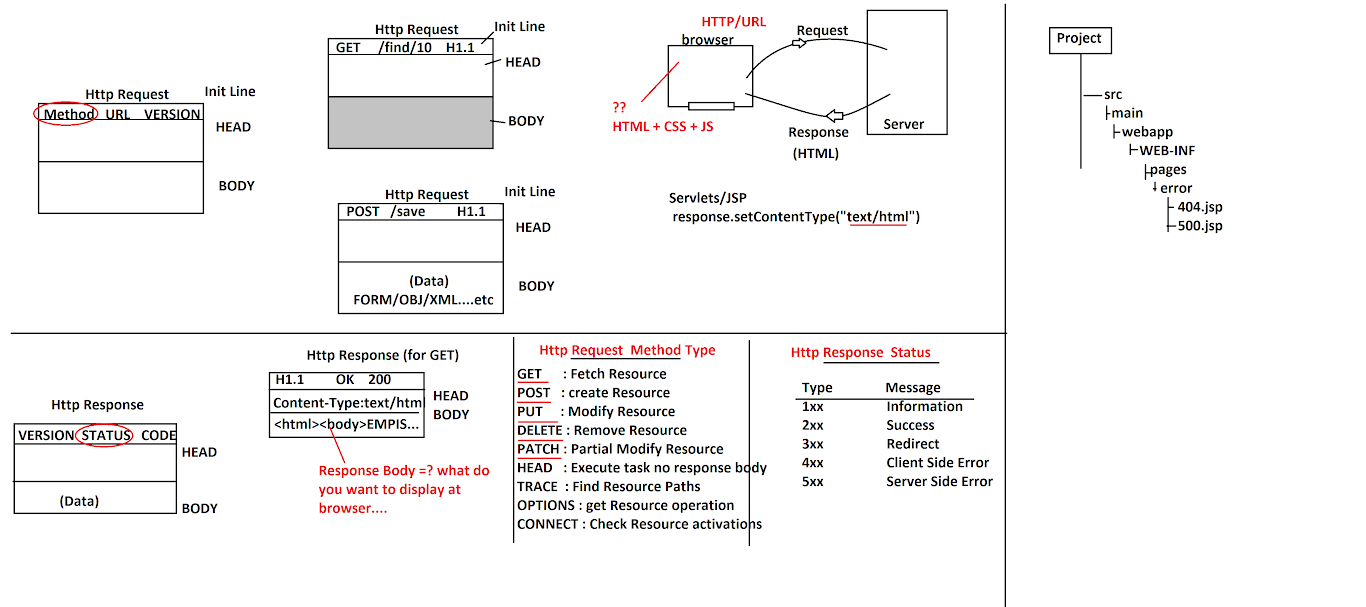 Http Request
Init Line
Method URL VERSION
HEAD
BODY
Http Request
Init Line
GET /find/10 H1.1
HEAD
BODY
Http Request
Init Line
POST /save H1.1
HEAD
(Data)
FORM/OBJ/XML....etc
BODY
HTTP/URL
browser
Request
??
HTML + CSS + JS
Response
(HTML)
Server
Servlets/JSP
response.setContentType("text/html")
Project
src
main
webapp
WEB-INF
pages
error
404.jsp
500.jsp
Http Response
VERSION STATUS CODE
HEAD
(Data)
BODY
Http Response (for GET)
H1.1 OK 200
HEAD
Content-Type:text/html
BODY
<html><body>EMPIS...
Response Body =? what do
you want to display at
browser....
Http Request Method Type
GET : Fetch Resource
POST : create Resource
PUT : Modify Resource
DELETE : Remove Resource
PATCH : Partial Modify Resource
HEAD : Execute task no response body
TRACE : Find Resource Paths
OPTIONS : get Resource operation
CONNECT : Check Resource activations
Http Response Status
Type Message
1xx Information
2xx Success
3xx Redirect
4xx Client Side Error
5xx Server Side Error